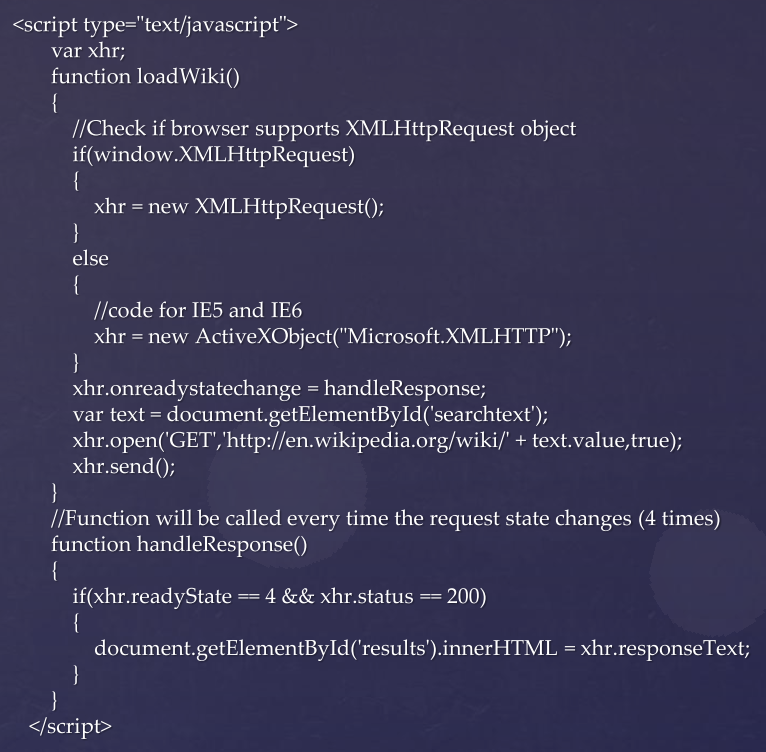 <script type="text/javascript">
var xhr;
function loadWiki()
{
//Check if browser supports XMLHttpRequest object
if(window.XMLHttpRequest)
{
xhr = new XMLHttpRequest();
}
else
{
//code for IE5 and IE6
xhr = new ActiveXObject("Microsoft.XMLHTTP");
}
xhr.onreadystatechange = handleResponse;
var text = document.getElementById('searchtext');
xhr.open('GET','http://en.wikipedia.org/wiki/' + text.value,true);
xhr.send();
}
//Function will be called every time the request state changes (4 times)
function handleResponse()
{
if(xhr.readyState == 4 && xhr.status == 200)
{
document.getElementById('results').innerHTML = xhr.responseText;
}
}
</script>